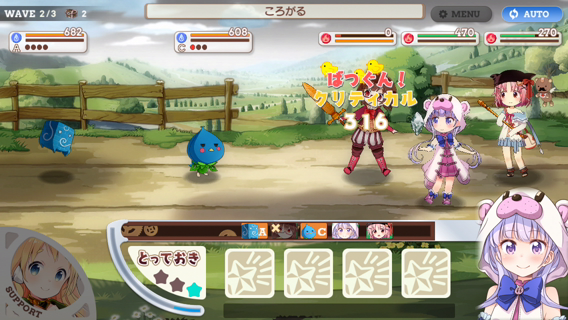 WAVE 2/3
2
ころがる
MENU
AUTO
682
A
608
C
0
470
270
ばつぐん!
クリティカル
316
A
C
とっておき
SUPPORT